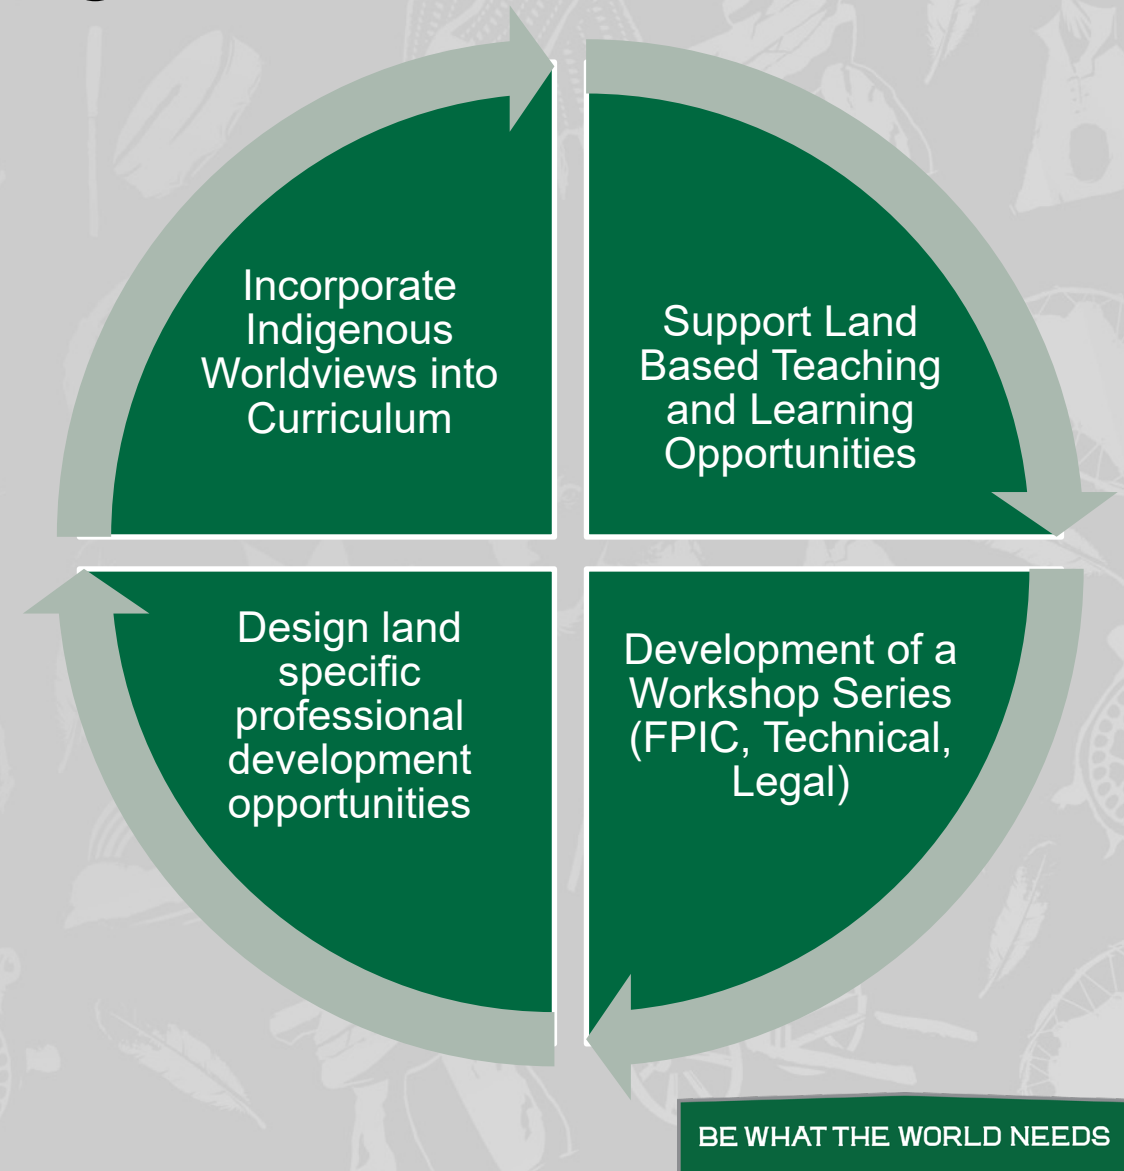 Incorporate
Indigenous
Worldviews into
Curriculum
Support Land
Based Teaching
and Learning
Opportunities
Design land
specific
professional
development
opportunities
Development of a
Workshop Series
(FPIC, Technical,
Legal)
BE WHAT THE WORLD NEEDS